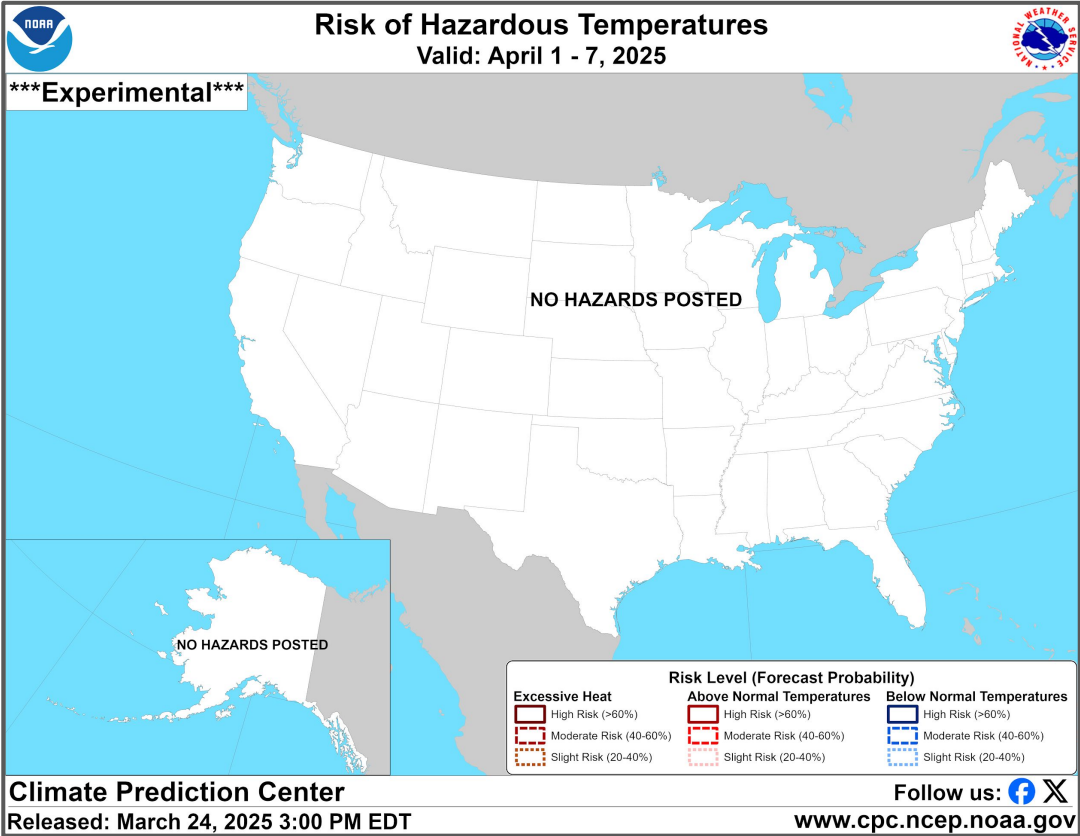 NOAA
Risk of Hazardous Temperatures
Valid: April 1 - 7, 2025
NATIONAL WEATHER SERVICE
***Experimental***
NO HAZARDS POSTED
NO HAZARDS POSTED
Risk Level (Forecast Probability)
Excessive Heat
High Risk (>60%)
Moderate Risk (40-60%)
Slight Risk (20-40%)
Above Normal Temperatures
High Risk (>60%)
Moderate Risk (40-60%)
Slight Risk (20-40%)
Below Normal Temperatures
High Risk (>60%)
Moderate Risk (40-60%)
Slight Risk (20-40%)
Climate Prediction Center
Follow us:
Released: March 24, 2025 3:00 PM EDT
www.cpc.ncep.noaa.gov